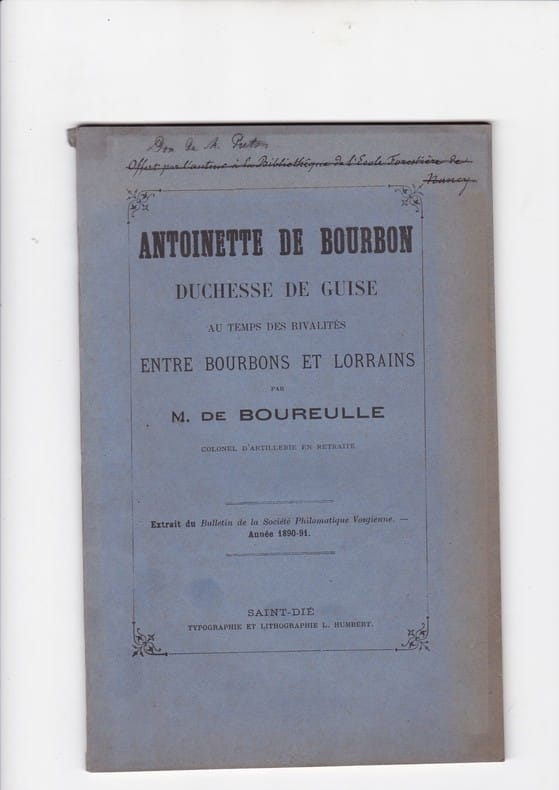 Don de A.
Offert par l'auteur à la Bibliothèque de l'Ecole Forestière de
Nancy.
ANTOINETTE DE BOURBON
DUCHESSE DE GUISE
AU TEMPS DES RIVALITÉS
ENTRE BOURBONS ET LORRAINS
PAR
M. DE BOUREULLE
COLONEL D'ARTILLERIE EN RETRAITE
Extrait du Bulletin de la Société Philomatique Vosgienne. —
Année 1890-91.
SAINT-DIÉ
TYPOGRAPHIE ET LITHOGRAPHIE L. HUMBERT.